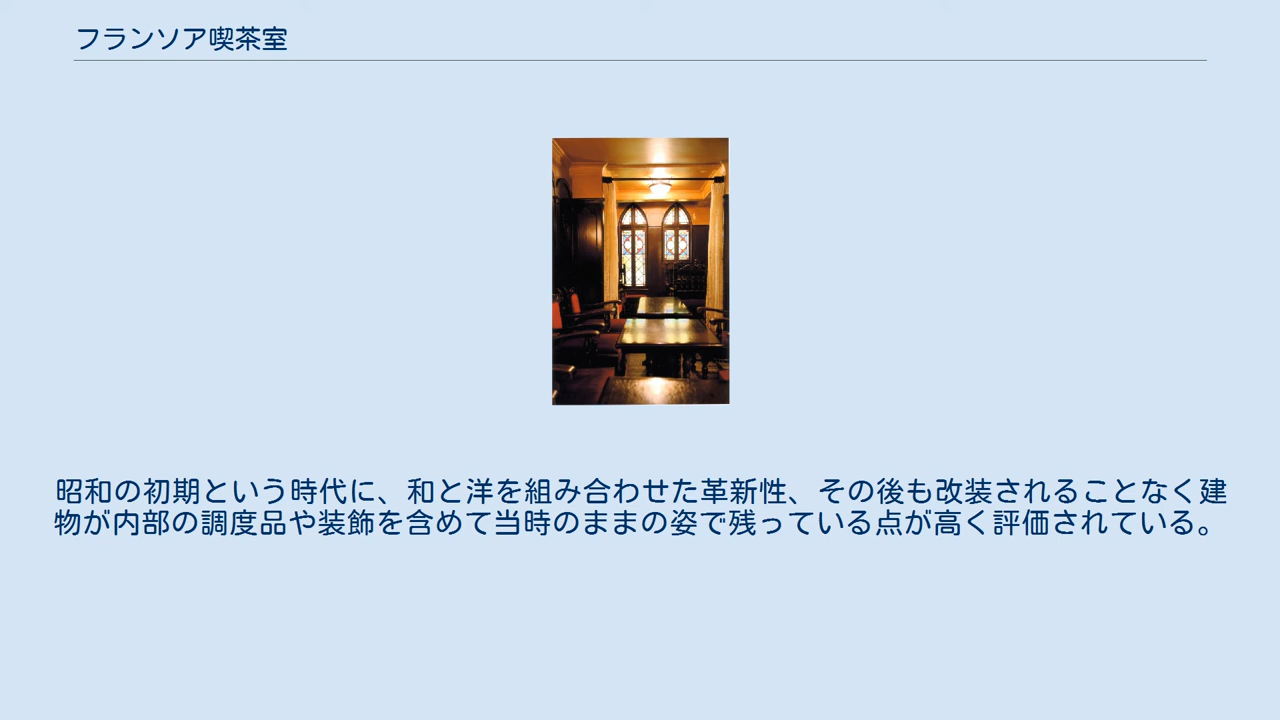 フランソア喫茶室
昭和の初期という時代に、和と洋を組み合わせた革新性、その後も改装されることなく建
物が内部の調度品や装飾を含めて当時のままの姿で残っている点が高く評価されている。